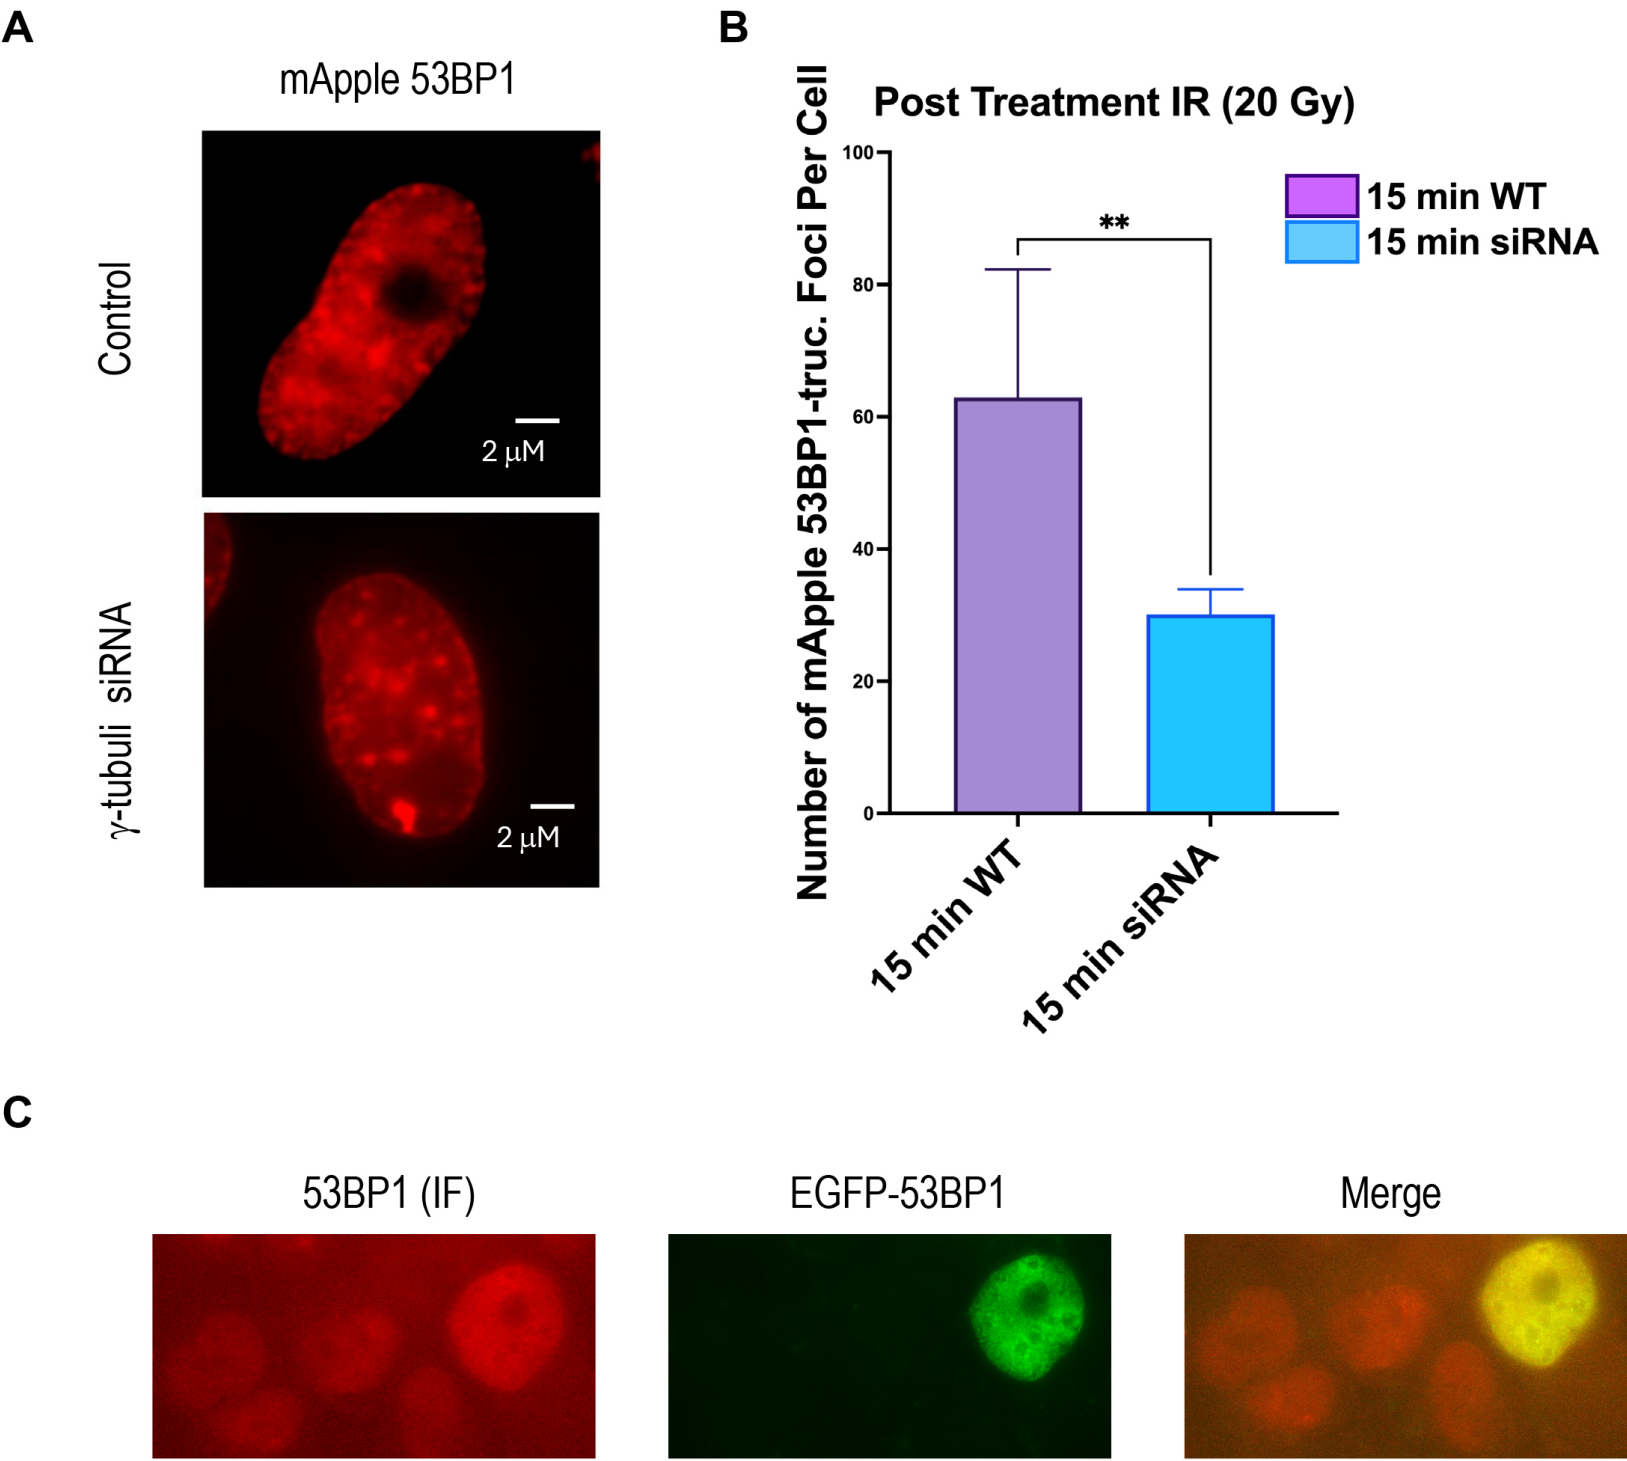 A
mApple 53BP1
Control
2 μM
γ-tubuli siRNA
2 μM
B
Post Treatment IR (20 Gy)
Number of mApple 53BP1-truc. Foci Per Cell
100
80
60
40
20
0
**
15 min WT
15 min siRNA
15 min WT
15 min siRNA
C
53BP1 (IF)
EGFP-53BP1
Merge